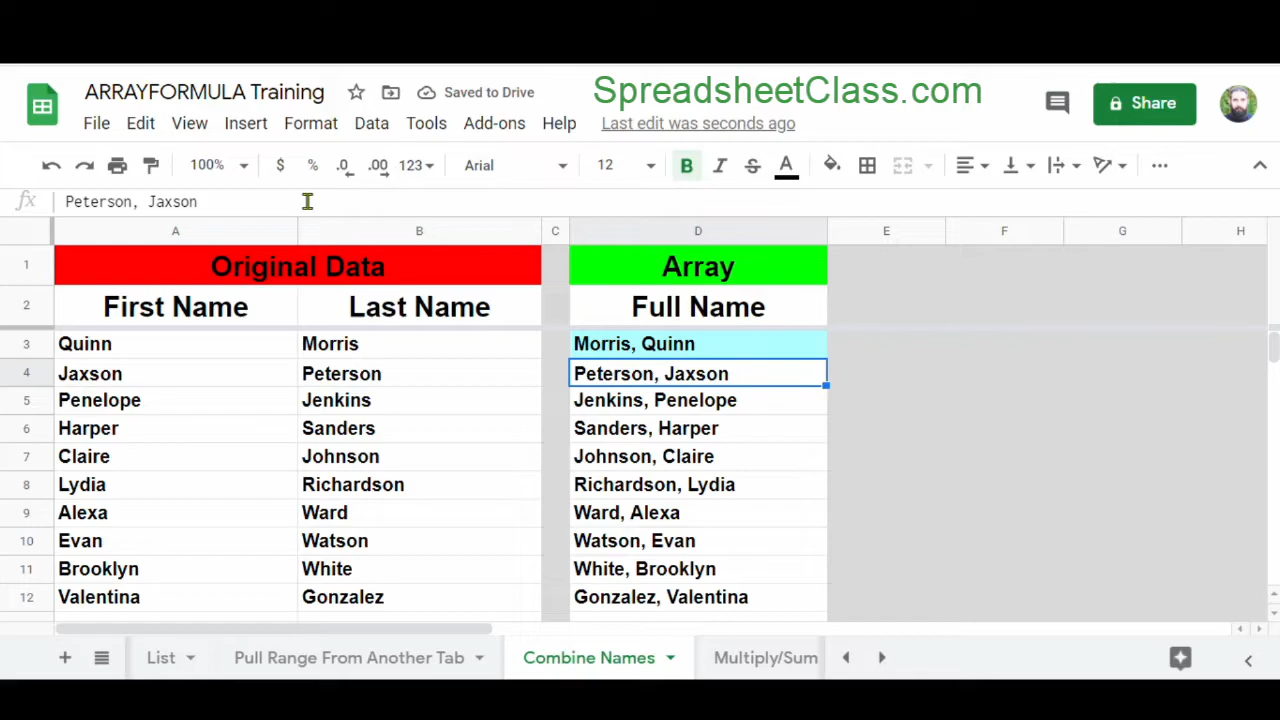 ARRAYFORMULA Training Saved to Drive SpreadsheetClass.com Share
File Edit View Insert Format Data Tools Add-ons Help Last edit was seconds ago
100% $ % .0 .00 123 Arial 12 B I S A
fx Peterson, Jaxson
A B C D E F G H
1 Original Data Array
2 First Name Last Name Full Name
3 Quinn Morris Morris, Quinn
4 Jaxson Peterson Peterson, Jaxson
5 Penelope Jenkins Jenkins, Penelope
6 Harper Sanders Sanders, Harper
7 Claire Johnson Johnson, Claire
8 Lydia Richardson Richardson, Lydia
9 Alexa Ward Ward, Alexa
10 Evan Watson Watson, Evan
11 Brooklyn White White, Brooklyn
12 Valentina Gonzalez Gonzalez, Valentina
List Pull Range From Another Tab Combine Names Multiply/Sum